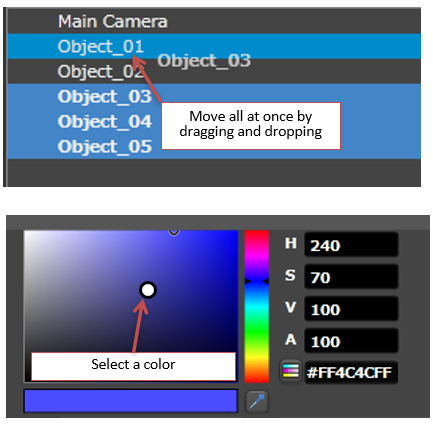 Main Camera
Object_01
Object_03
Object_02
Object_03
Object_04
Object_05
Move all at once by
dragging and dropping
H 240
S 70
V 100
A 100
#FF4C4CFF
Select a color